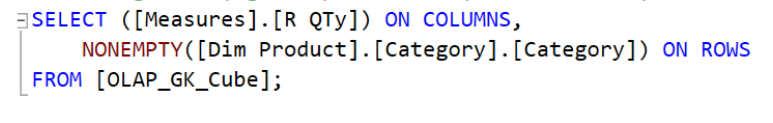 SELECT ([Measures].[R QTy]) ON COLUMNS,
NONEMPTY([Dim Product].[Category].[Category]) ON ROWS
FROM [OLAP_GK_Cube];